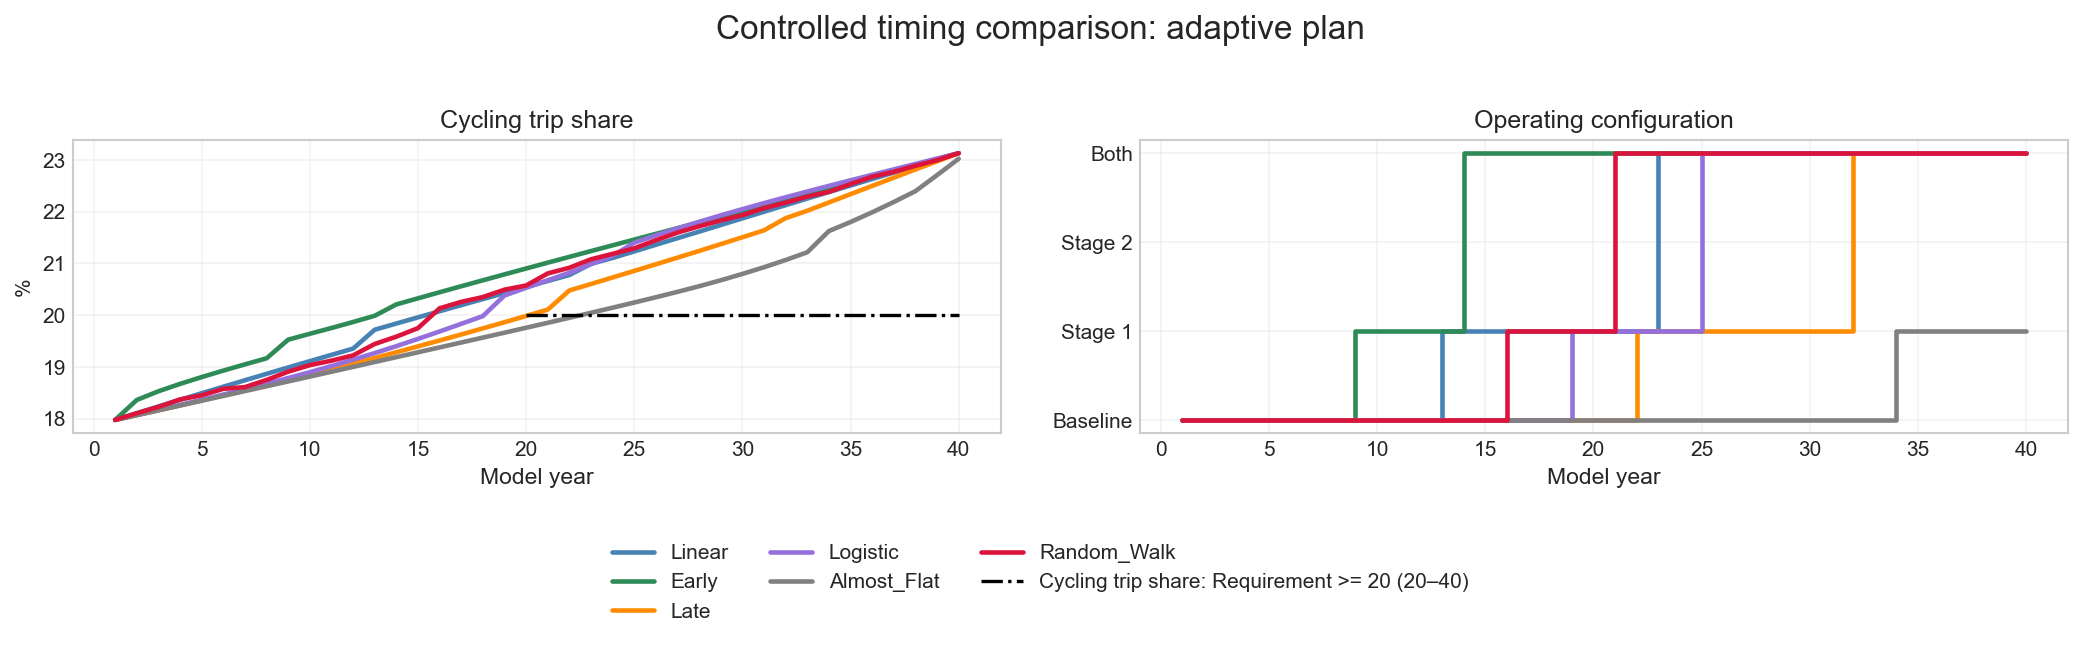 Controlled timing comparison: adaptive plan
Cycling trip share
%
23
22
21
20
19
18
0 5 10 15 20 25 30 35 40
Model year
Operating configuration
Both
Stage 2
Stage 1
Baseline
0 5 10 15 20 25 30 35 40
Model year
Linear
Early
Late
Logistic
Almost_Flat
Random_Walk
Cycling trip share: Requirement >= 20 (20–40)